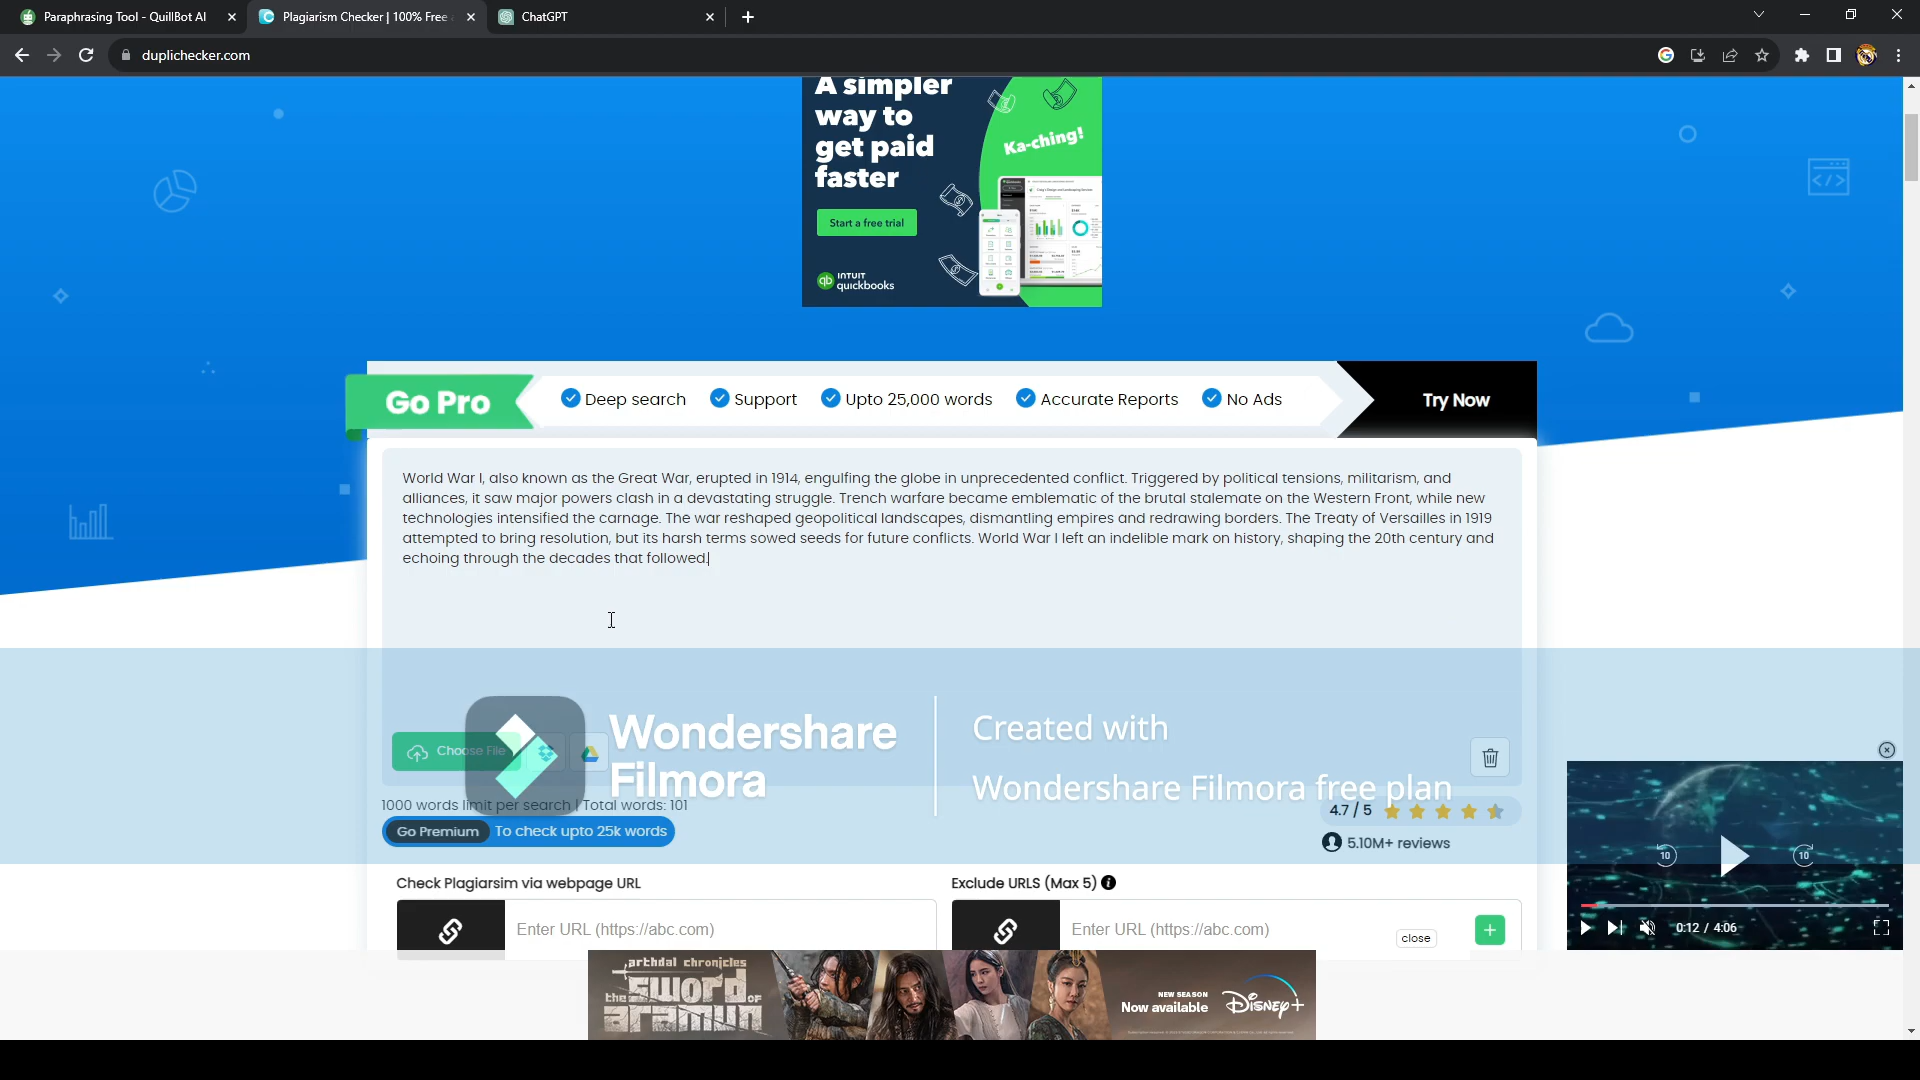 Paraphrasing Tool - QuillBot AI
Plagiarism Checker | 100% Free
ChatGPT
duplichecker.com
A simpler
way to
get paid
faster
Ka-ching!
Start a free trial
INTUIT
quickbooks
Go Pro
Deep search
Support
Upto 25,000 words
Accurate Reports
No Ads
Try Now
World War I, also known as the Great War, erupted in 1914, engulfing the globe in unprecedented conflict. Triggered by political tensions, militarism, and
alliances, it saw major powers clash in a devastating struggle. Trench warfare became emblematic of the brutal stalemate on the Western Front, while new
technologies intensified the carnage. The war reshaped geopolitical landscapes, dismantling empires and redrawing borders. The Treaty of Versailles in 1919
attempted to bring resolution, but its harsh terms sowed seeds for future conflicts. World War I left an indelible mark on history, shaping the 20th century and
echoing through the decades that followed.
Choose File
Wondershare
Filmora
Created with
Wondershare Filmora free plan
1000 words limit per search | Total words: 101
Go Premium To check upto 25k words
4.7 / 5
5.10M+ reviews
Check Plagiarsim via webpage URL
Exclude URLS (Max 5)
Enter URL (https://abc.com)
Enter URL (https://abc.com)
close
10
10
0:12 / 4:06
arthdal chronicles
the SWORD OF
aramun
NEW SEASON
Now available
Disney+